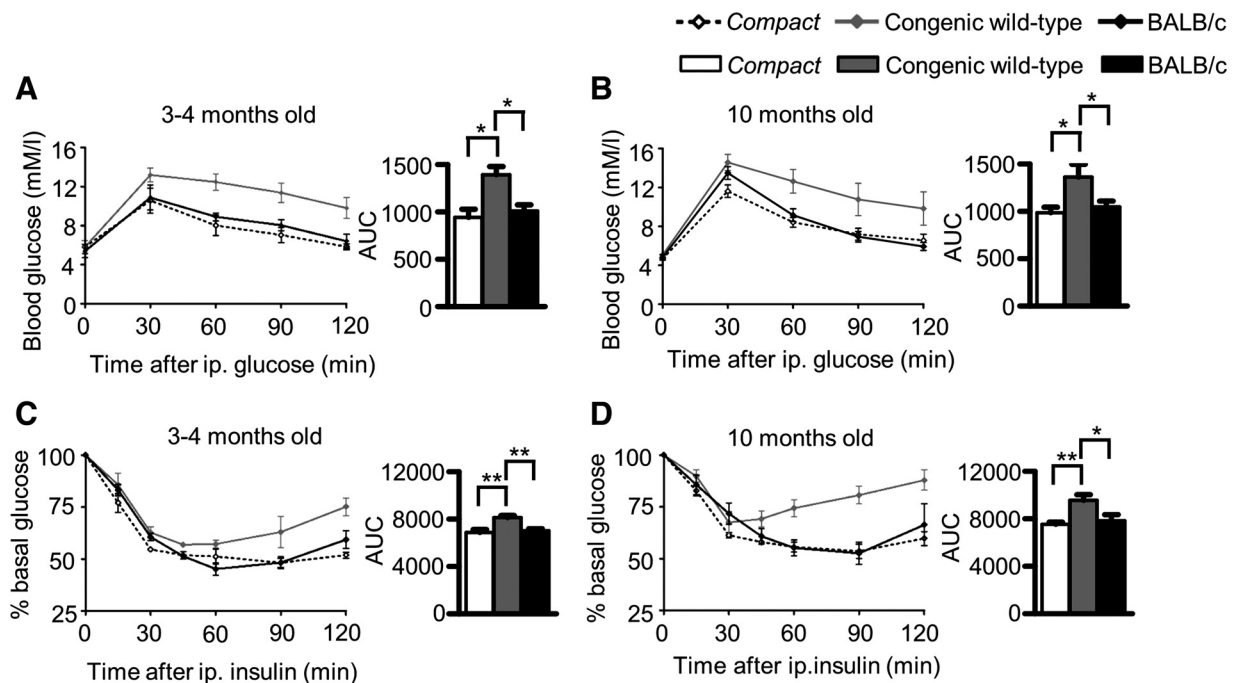 Compact Congenic wild-type BALB/c
Compact Congenic wild-type BALB/c
A
3-4 months old
Blood glucose (mM/l)
16
12
8
4
0
0 30 60 90 120
Time after ip. glucose (min)
* *
AUC
1500
1000
500
0
B
10 months old
Blood glucose (mM/l)
16
12
8
4
0
0 30 60 90 120
Time after ip. glucose (min)
* *
AUC
1500
1000
500
0
C
3-4 months old
% basal glucose
100
75
50
25
0 30 60 90 120
Time after ip. insulin (min)
** **
AUC
12000
8000
4000
0
D
10 months old
% basal glucose
100
75
50
25
0 30 60 90 120
Time after ip.insulin (min)
** *
AUC
12000
8000
4000
0